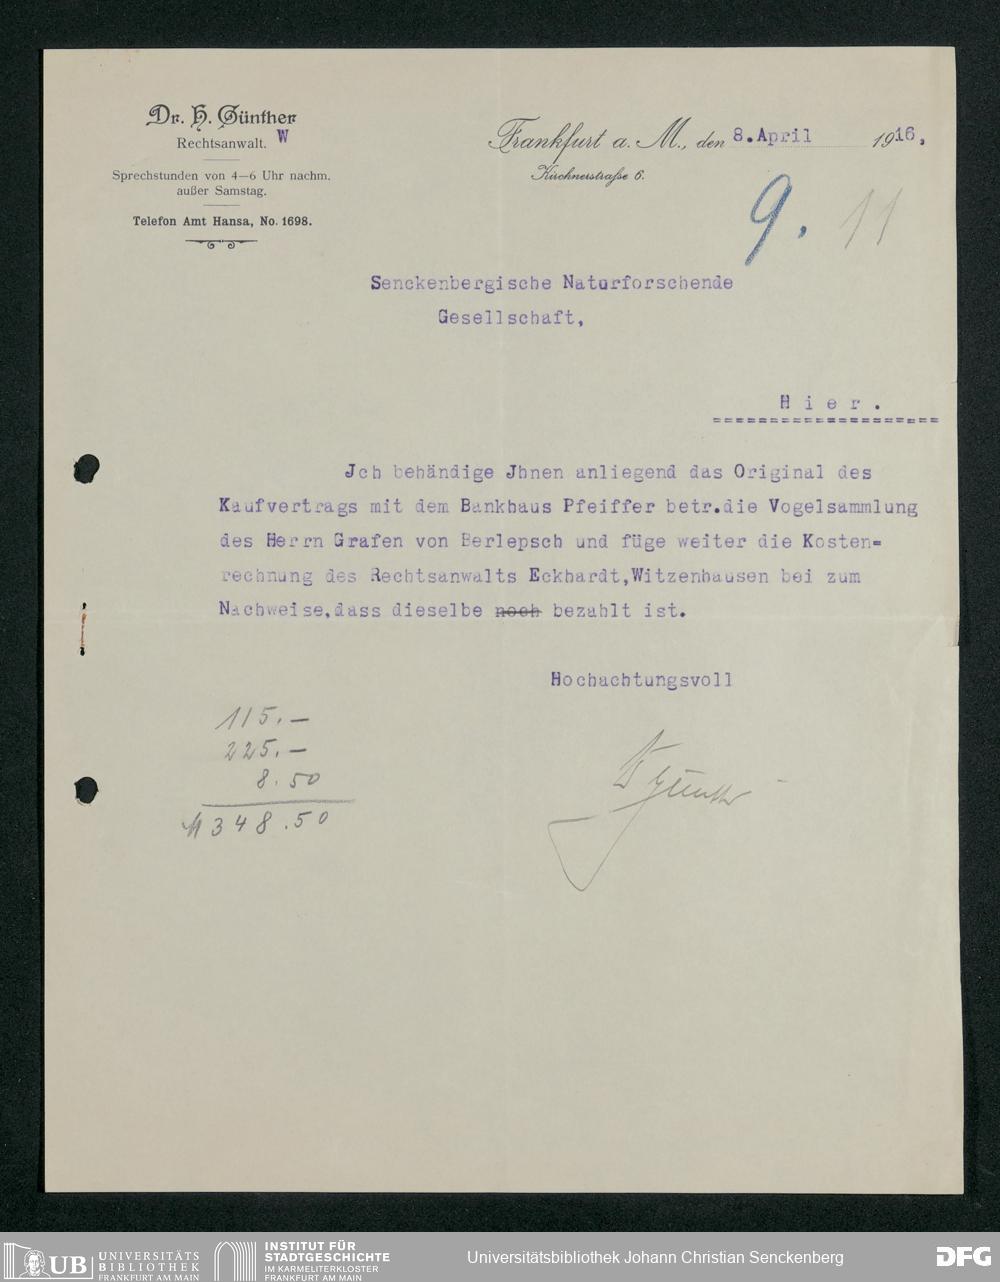 Dr. H. Günther
Rechtsanwalt. W
Sprechstunden von 4—6 Uhr nachm.
außer Samstag.
Telefon Amt Hansa, No. 1698.
Frankfurt a. M., den 8.April 1916,
Kirchnerstraße 6.
9. 11
Senckenbergische Naturforschende
Gesellschaft,
H i e r .
====================
Jch behändige Jhnen anliegend das Original des
Kaufvertrags mit dem Bankhaus Pfeiffer betr.die Vogelsammlung
des Herrn Grafen von Berlepsch und füge weiter die Kosten=
rechnung des Rechtsanwalts Eckhardt,Witzenhausen bei zum
Nachweise,dass dieselbe noch bezahlt ist.
Hochachtungsvoll
115.—
225.—
8.50
M 348.50
Günther
UB UNIVERSITÄTS
BIBLIOTHEK
FRANKFURT AM MAIN
INSTITUT FÜR
STADTGESCHICHTE
IM KARMELITERKLOSTER
FRANKFURT AM MAIN
Universitätsbibliothek Johann Christian Senckenberg
DFG